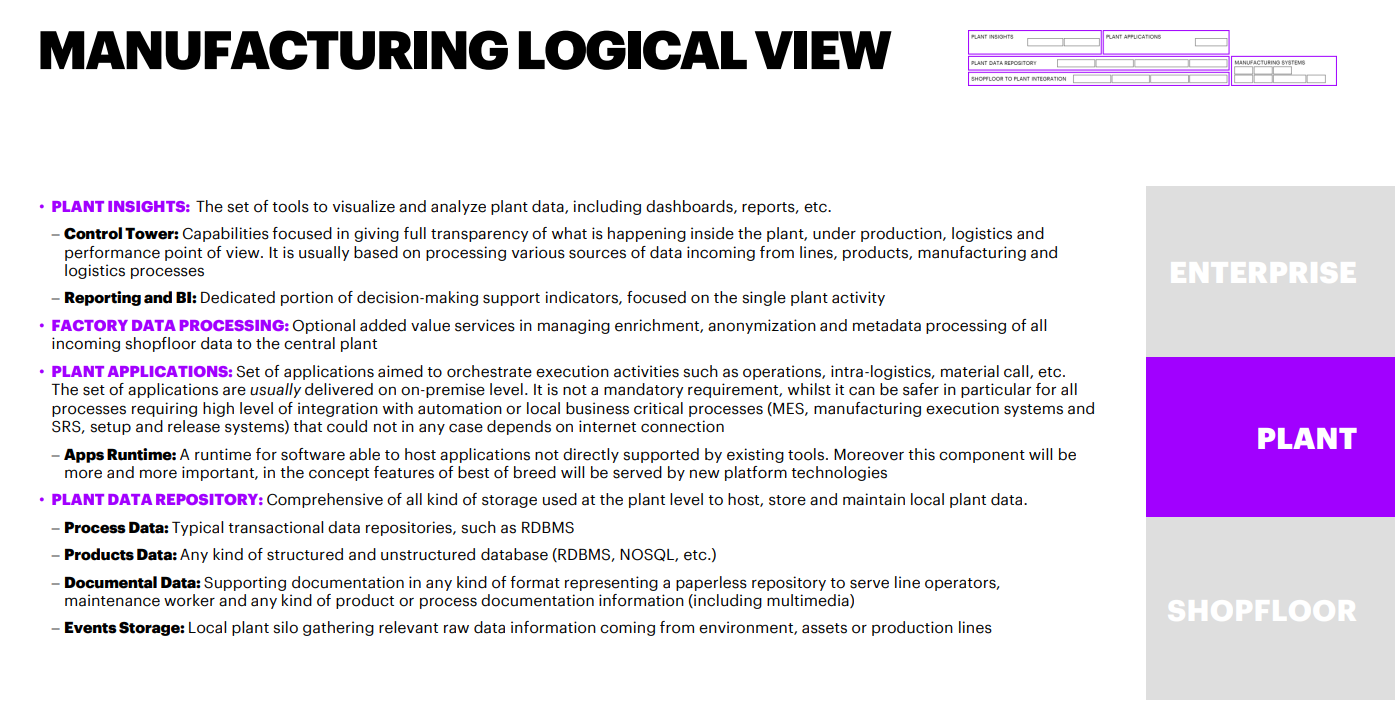 MANUFACTURING LOGICAL VIEW
PLANT INSIGHTS
PLANT APPLICATIONS
PLANT DATA REPOSITORY
MANUFACTURING SYSTEMS
SHOPFLOOR TO PLANT INTEGRATION
• PLANT INSIGHTS: The set of tools to visualize and analyze plant data, including dashboards, reports, etc.
– Control Tower: Capabilities focused in giving full transparency of what is happening inside the plant, under production, logistics and
performance point of view. It is usually based on processing various sources of data incoming from lines, products, manufacturing and
logistics processes
– Reporting and BI: Dedicated portion of decision-making support indicators, focused on the single plant activity
• FACTORY DATA PROCESSING: Optional added value services in managing enrichment, anonymization and metadata processing of all
incoming shopfloor data to the central plant
• PLANT APPLICATIONS: Set of applications aimed to orchestrate execution activities such as operations, intra-logistics, material call, etc.
The set of applications are usually delivered on on-premise level. It is not a mandatory requirement, whilst it can be safer in particular for all
processes requiring high level of integration with automation or local business critical processes (MES, manufacturing execution systems and
SRS, setup and release systems) that could not in any case depends on internet connection
– Apps Runtime: A runtime for software able to host applications not directly supported by existing tools. Moreover this component will be
more and more important, in the concept features of best of breed will be served by new platform technologies
• PLANT DATA REPOSITORY: Comprehensive of all kind of storage used at the plant level to host, store and maintain local plant data.
– Process Data: Typical transactional data repositories, such as RDBMS
– Products Data: Any kind of structured and unstructured database (RDBMS, NOSQL, etc.)
– Documental Data: Supporting documentation in any kind of format representing a paperless repository to serve line operators,
maintenance worker and any kind of product or process documentation information (including multimedia)
– Events Storage: Local plant silo gathering relevant raw data information coming from environment, assets or production lines
ENTERPRISE
PLANT
SHOPFLOOR